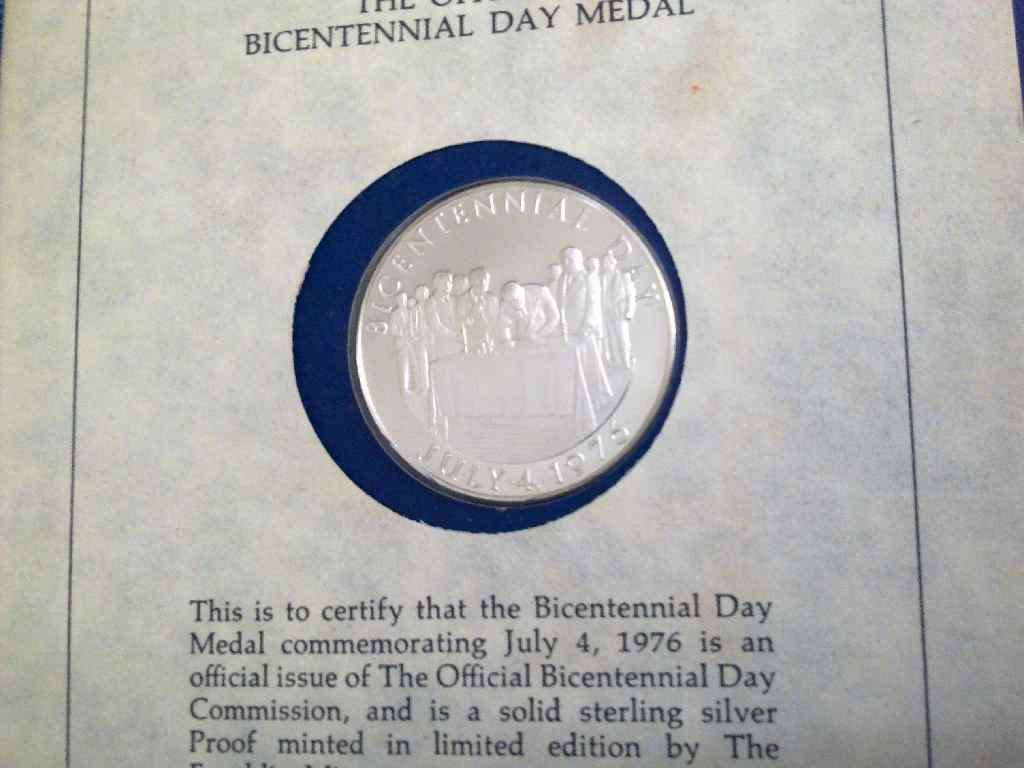 THE
BICENTENNIAL DAY MEDAL
BICENTENNIAL DAY
JULY 4, 1976
This is to certify that the Bicentennial Day
Medal commemorating July 4, 1976 is an
official issue of The Official Bicentennial Day
Commission, and is a solid sterling silver
Proof minted in limited edition by The